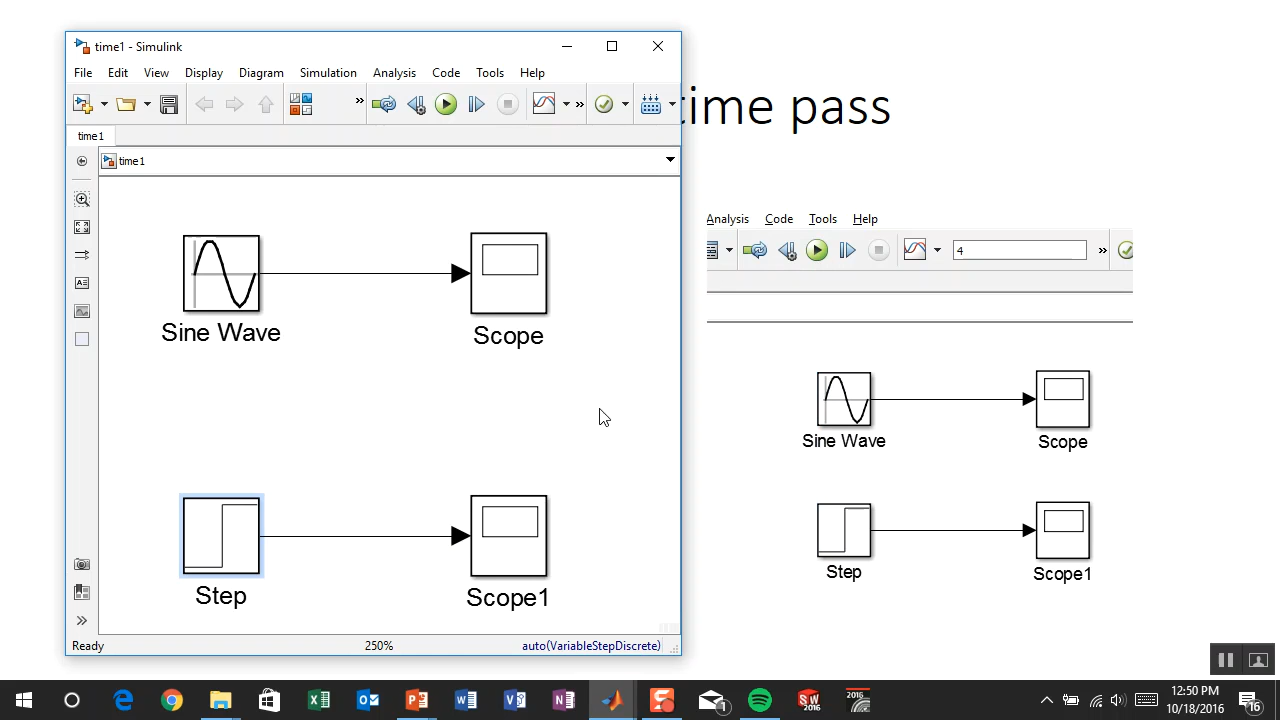 time1 - Simulink
File Edit View Display Diagram Simulation Analysis Code Tools Help
time1
time1
Sine Wave
Scope
Step
Scope1
Ready 250% auto(VariableStepDiscrete)
time pass
Analysis Code Tools Help
4
Sine Wave
Scope
Step
Scope1
12:50 PM
10/18/2016